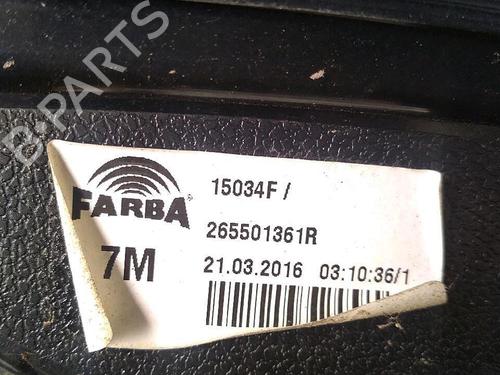 B-PARTS
FARBA
15034F /
265501361R
7M
21.03.2016 03:10:36/1